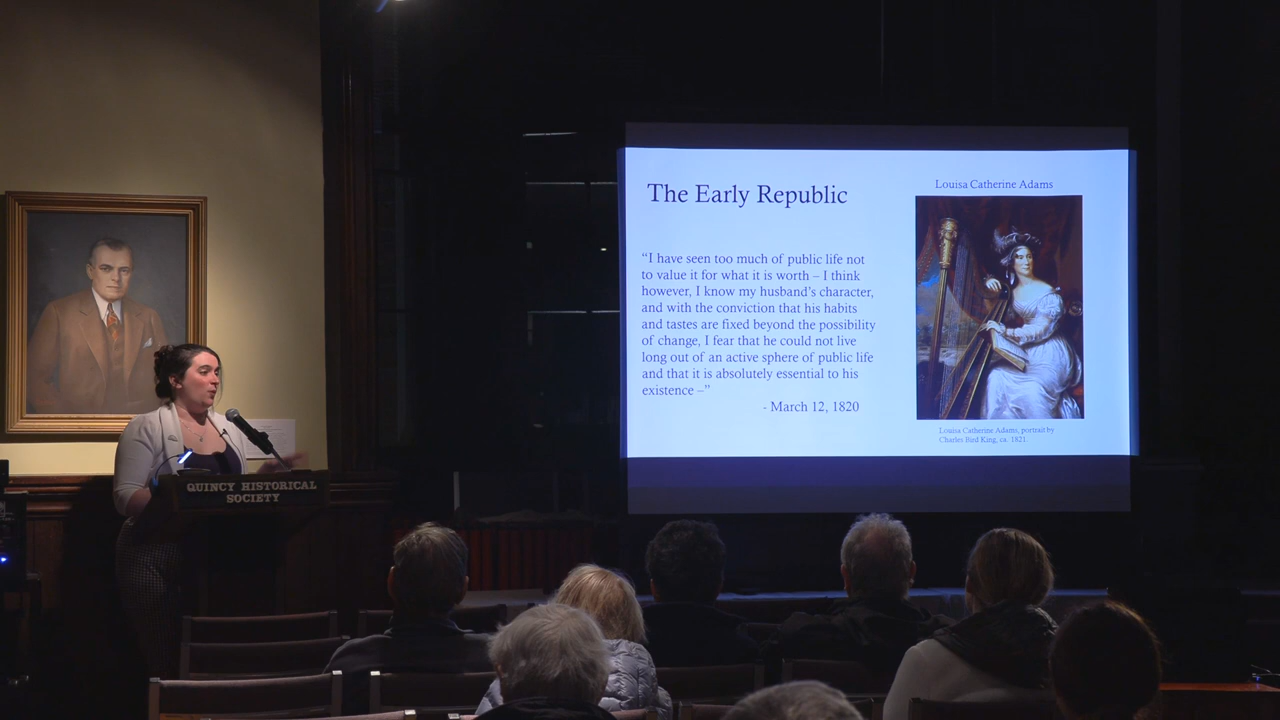 QUINCY HISTORICAL
SOCIETY
The Early Republic
“I have seen too much of public life not
to value it for what it is worth – I think
however, I know my husband’s character,
and with the conviction that his habits
and tastes are fixed beyond the possibility
of change, I fear that he could not live
long out of an active sphere of public life
and that it is absolutely essential to his
existence –”
- March 12, 1820
Louisa Catherine Adams
Louisa Catherine Adams, portrait by
Charles Bird King, ca. 1821.